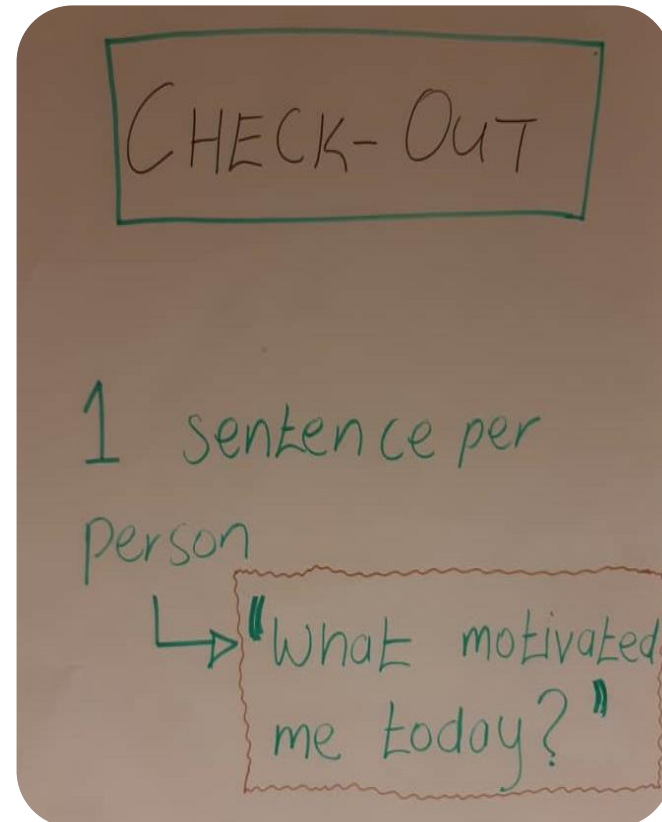 CHECK-OUT
1 sentence per
person
"What motivated
me today?"